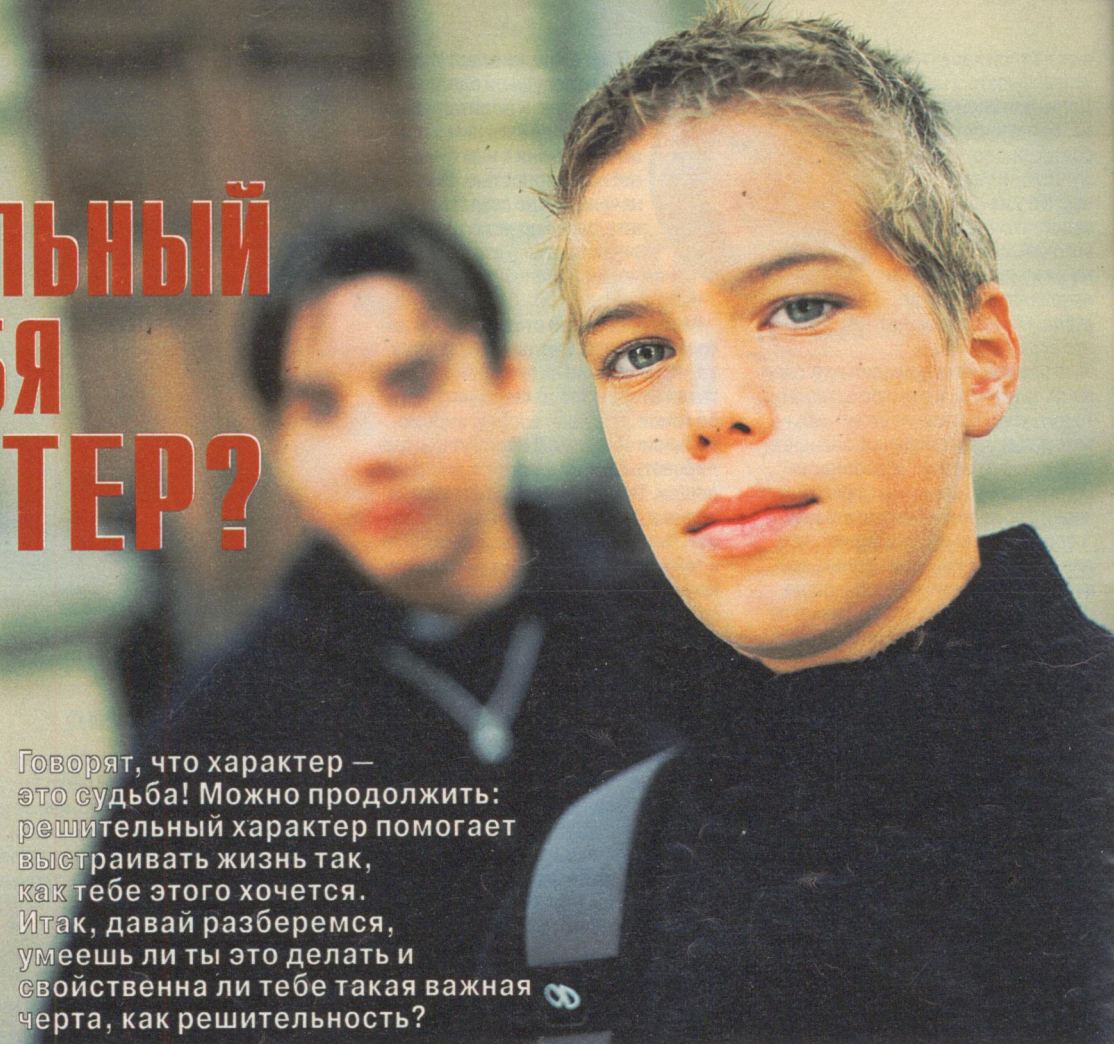 ЛЬНЫЙ
БЯ
ТЕР?
Говорят, что характер —
это судьба! Можно продолжить:
решительный характер помогает
выстраивать жизнь так,
как тебе этого хочется.
Итак, давай разберемся,
умеешь ли ты это делать и
свойственна ли тебе такая важная
черта, как решительность?